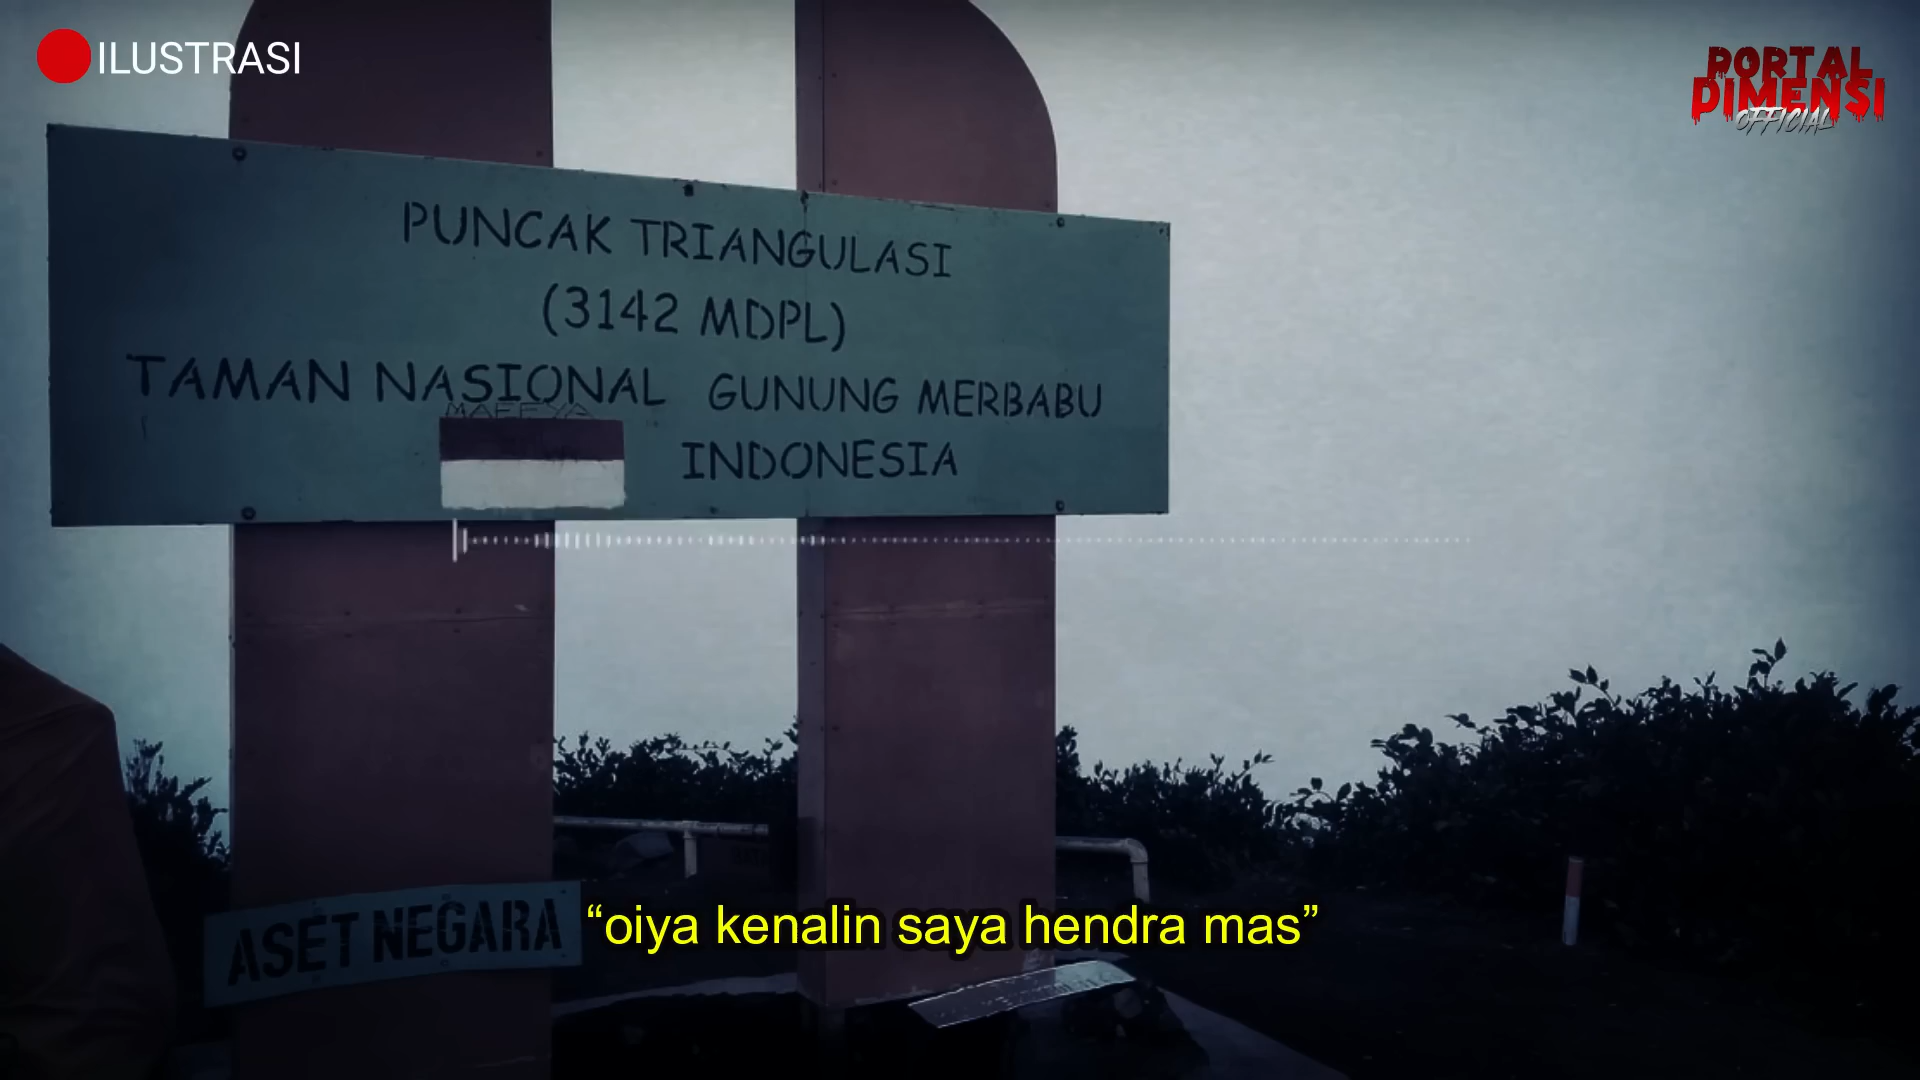 ILUSTRASI
PORTAL
DIMENSI
OFFICIAL
PUNCAK TRIANGULASI
(3142 MDPL)
TAMAN NASIONAL GUNUNG MERBABU
INDONESIA
ASET NEGARA
“oiya kenalin saya hendra mas”